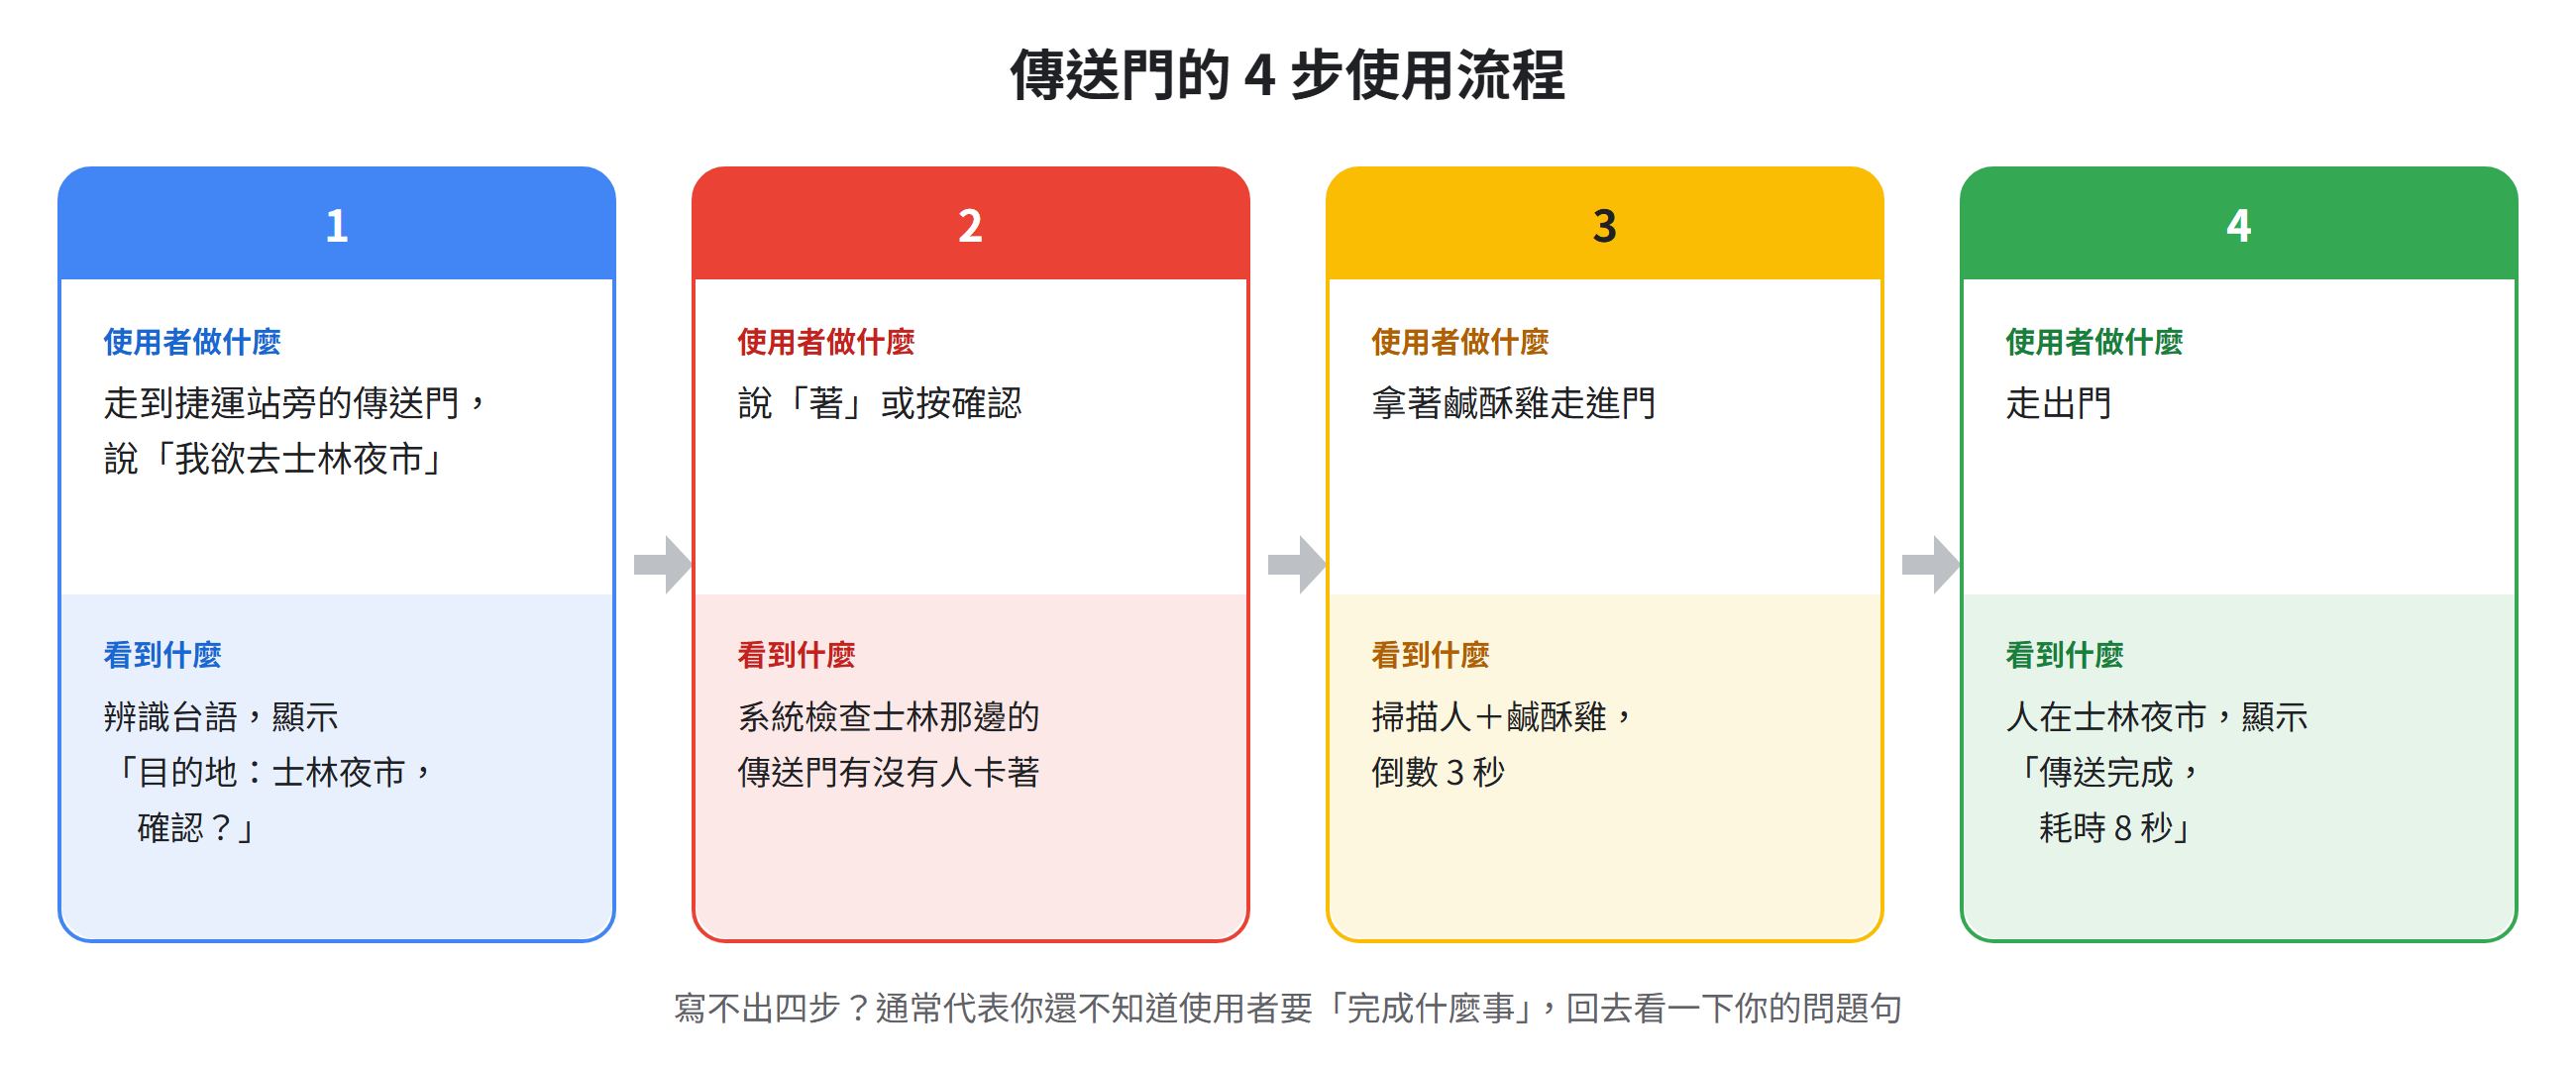 傳送門的 4 步使用流程
1
使用者做什麼
走到捷運站旁的傳送門，
說「我欲去士林夜市」
看到什麼
辨識台語，顯示
「目的地：士林夜市，
確認？」
2
使用者做什麼
說「著」或按確認
看到什麼
系統檢查士林那邊的
傳送門有沒有人卡著
3
使用者做什麼
拿著鹹酥雞走進門
看到什麼
掃描人＋鹹酥雞，
倒數 3 秒
4
使用者做什麼
走出門
看到什麼
人在士林夜市，顯示
「傳送完成，
耗時 8 秒」
寫不出四步？通常代表你還不知道使用者要「完成什麼事」，回去看一下你的問題句